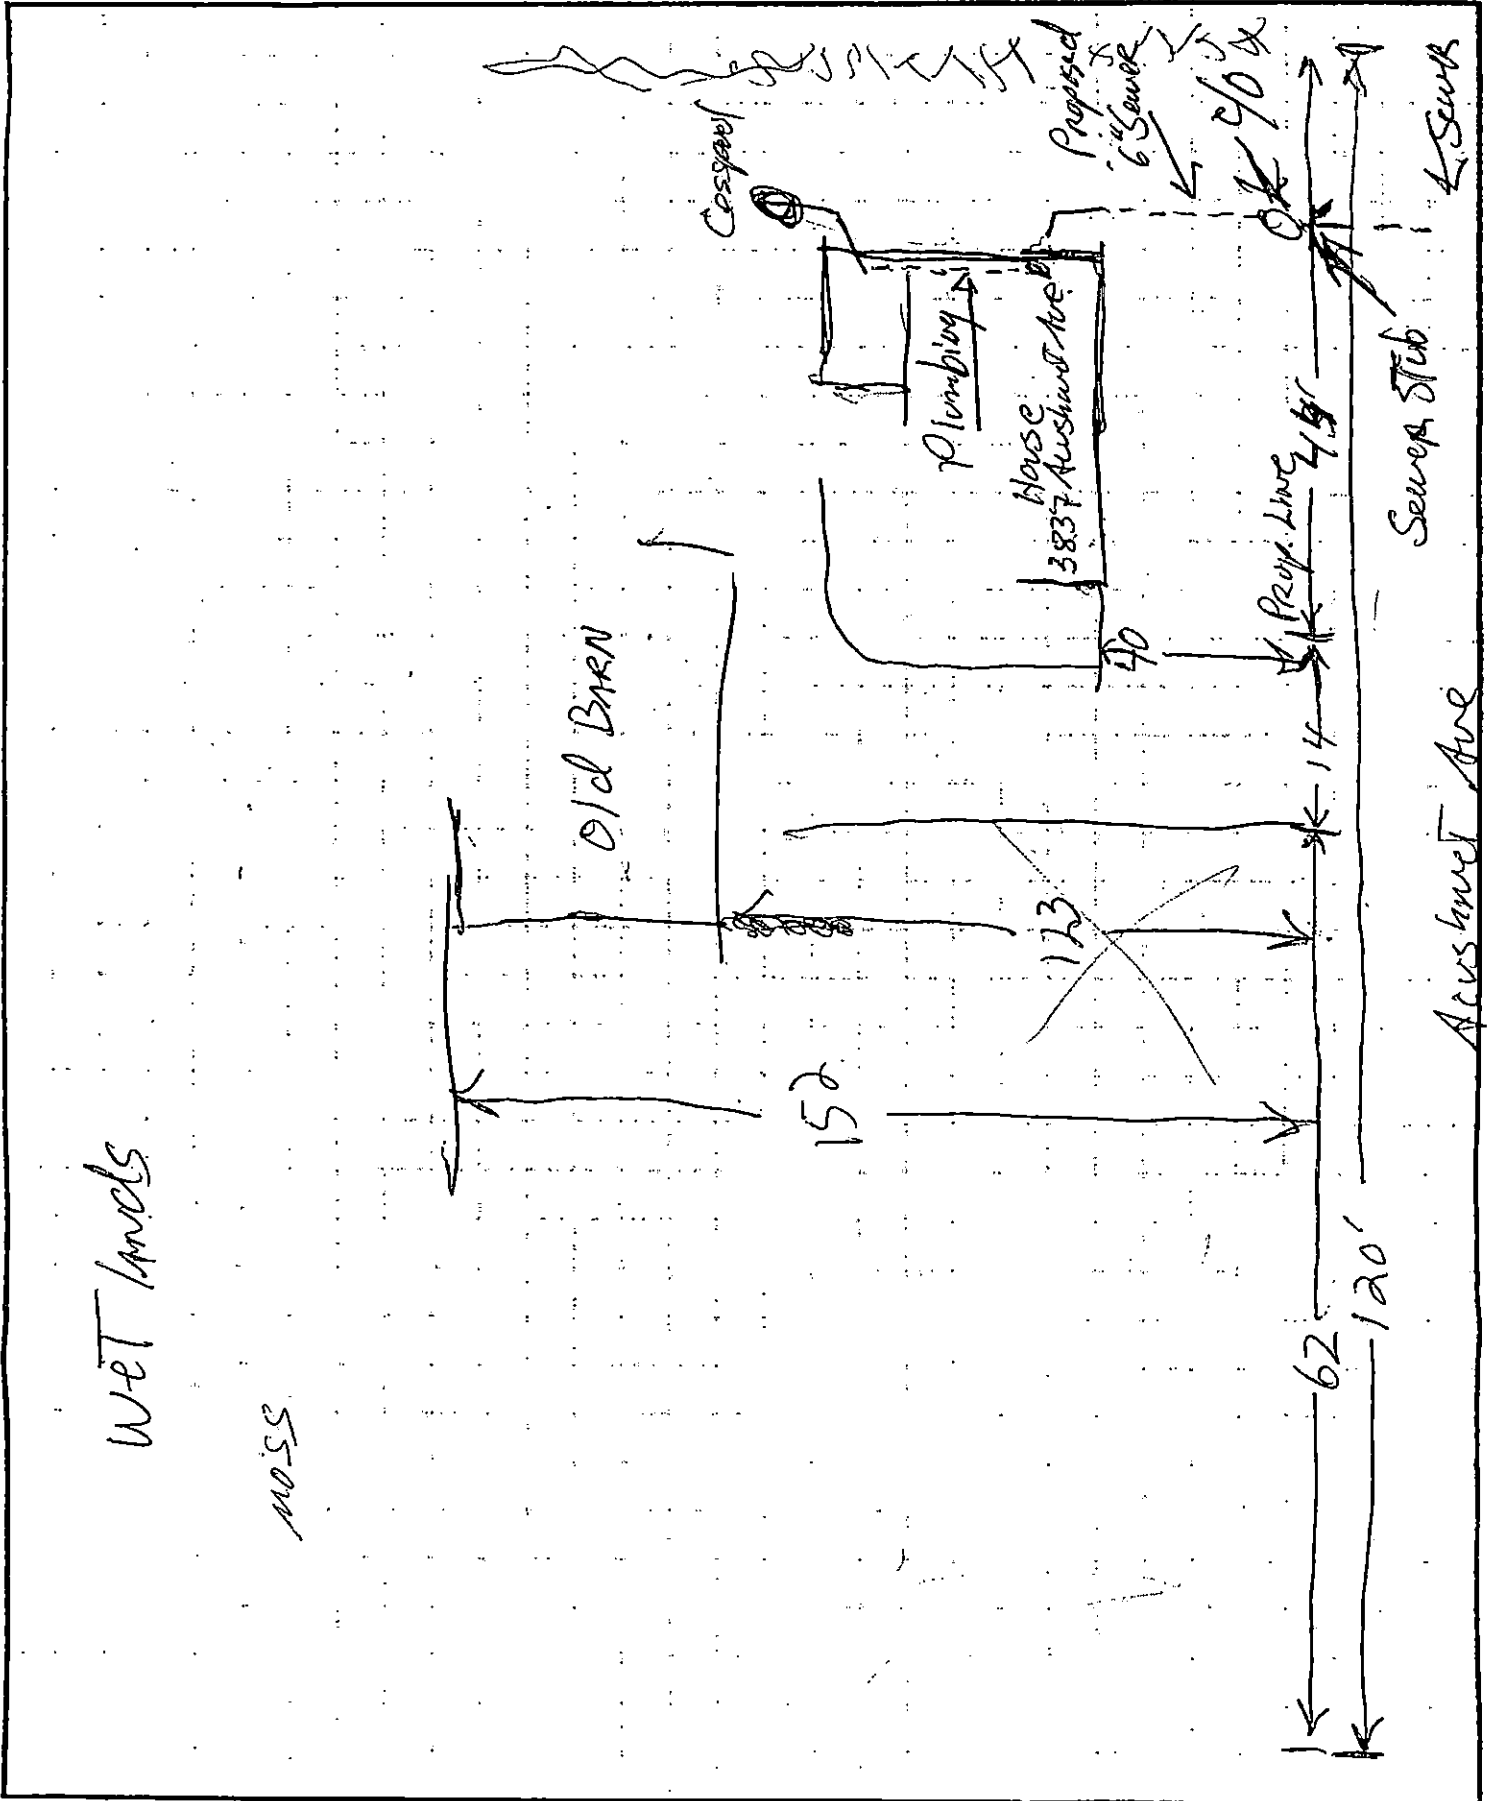 Wet lands
moss
Old Barn
Cesspool
Plumbing
House
3837 Acushnet Ave
Proposed
6" Sewer
C/O
40
123
152
Prop. Line
62
14
45'
120'
Sewer Stub
Sewer
Acushnet Ave